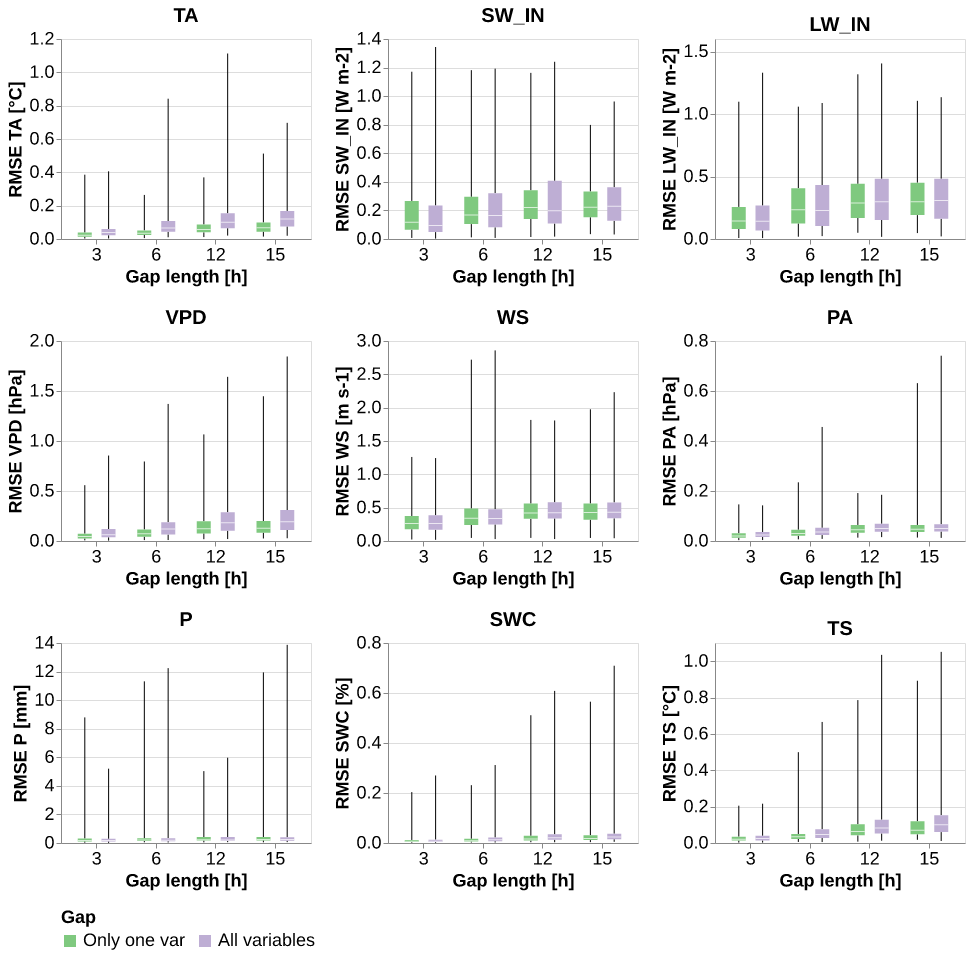 TA
SW_IN
LW_IN
RMSE TA [°C]
1.2
1.0
0.8
0.6
0.4
0.2
0.0
3 6 12 15
Gap length [h]
RMSE SW_IN [W m-2]
1.4
1.2
1.0
0.8
0.6
0.4
0.2
0.0
3 6 12 15
Gap length [h]
RMSE LW_IN [W m-2]
1.5
1.0
0.5
0.0
3 6 12 15
Gap length [h]
VPD
WS
PA
RMSE VPD [hPa]
2.0
1.5
1.0
0.5
0.0
3 6 12 15
Gap length [h]
RMSE WS [m s-1]
3.0
2.5
2.0
1.5
1.0
0.5
0.0
3 6 12 15
Gap length [h]
RMSE PA [hPa]
0.8
0.6
0.4
0.2
0.0
3 6 12 15
Gap length [h]
P
SWC
TS
RMSE P [mm]
14
12
10
8
6
4
2
0
3 6 12 15
Gap length [h]
RMSE SWC [%]
0.8
0.6
0.4
0.2
0.0
3 6 12 15
Gap length [h]
RMSE TS [°C]
1.0
0.8
0.6
0.4
0.2
0.0
3 6 12 15
Gap length [h]
Gap
Only one var All variables